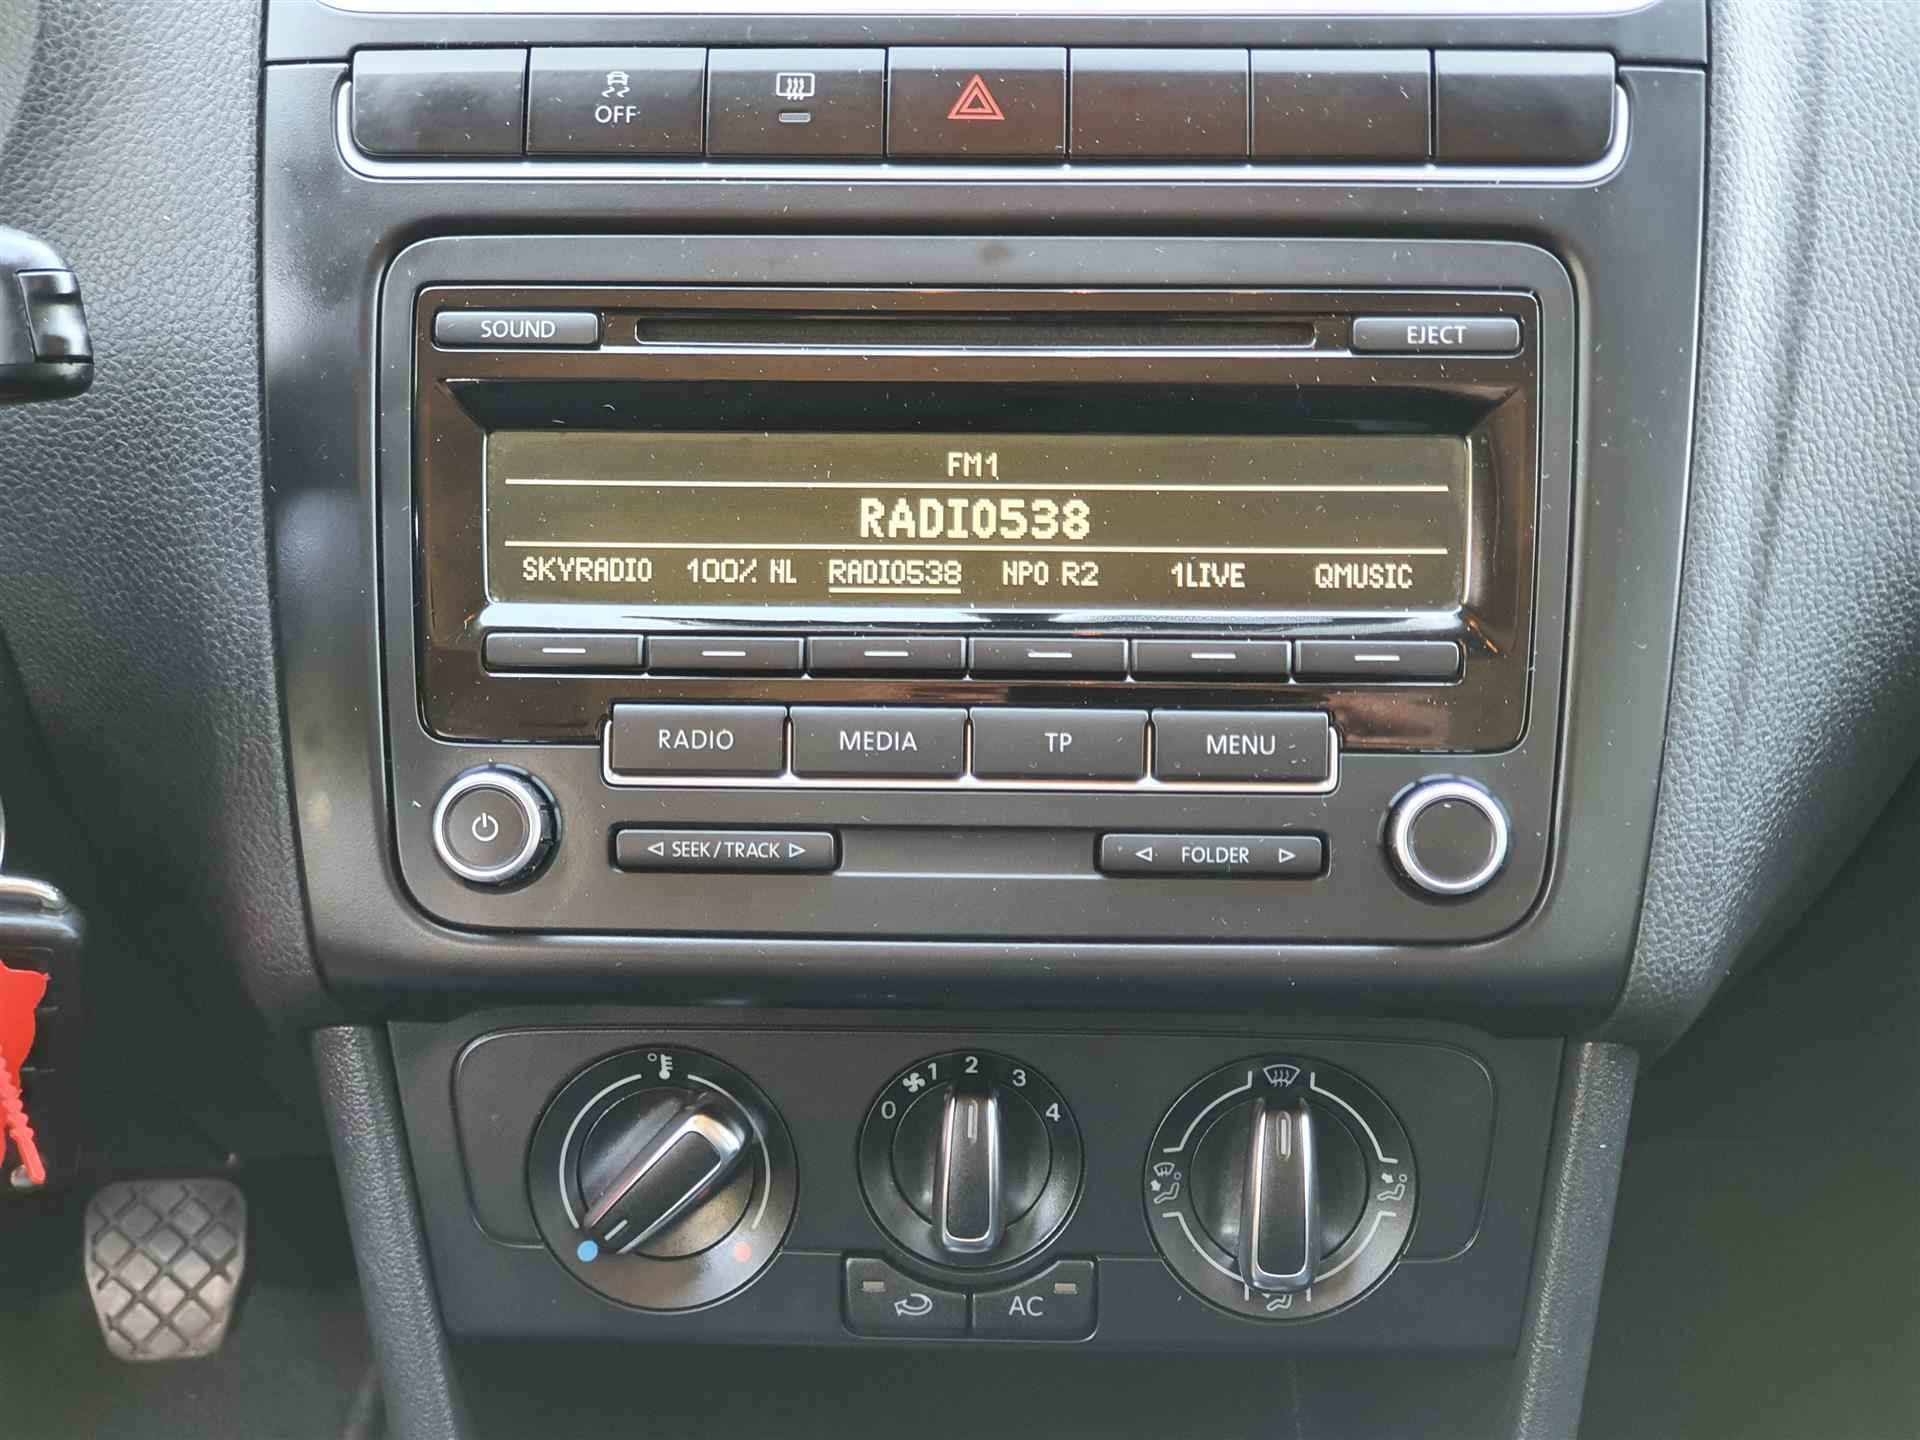 OFF
SOUND
EJECT
FM1
RADIO538
SKYRADIO 100% NL RADIO538 NPO R2 1LIVE QMUSIC
RADIO MEDIA TP MENU
SEEK/TRACK FOLDER
0 1 2 3 4
AC